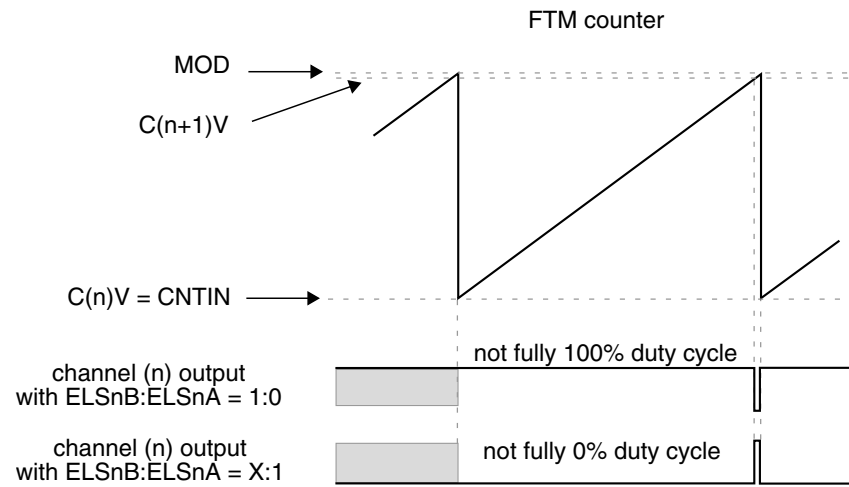 FTM counter
MOD
C(n+1)V
C(n)V = CNTIN
not fully 100% duty cycle
channel (n) output
with ELSnB:ELSnA = 1:0
channel (n) output
with ELSnB:ELSnA = X:1
not fully 0% duty cycle